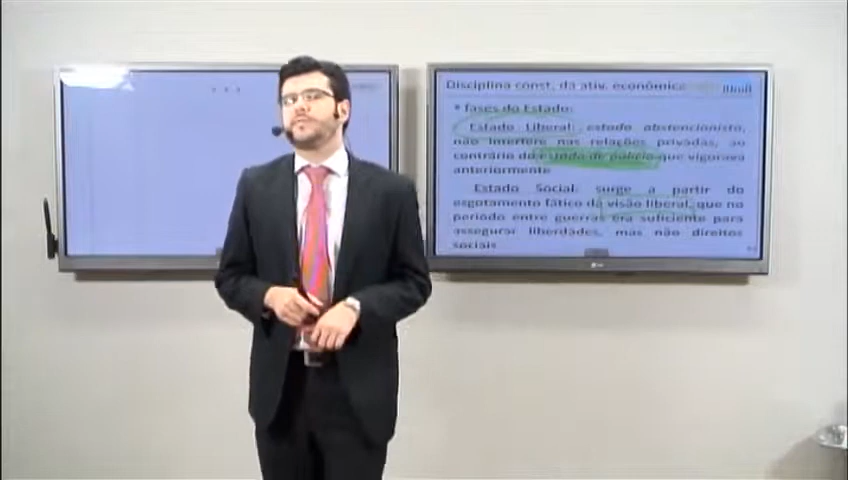 Disciplina const. da ativ. econômica
* fases do Estado:
Estado Liberal: estado abstencionista,
não interfere nas relações privadas, ao
contrário do estado de polícia que vigorava
anteriormente
Estado Social: surge a partir do
esgotamento fático da visão liberal, que no
período entre guerras era suficiente para
assegurar liberdades, mas não direitos
sociais
LG